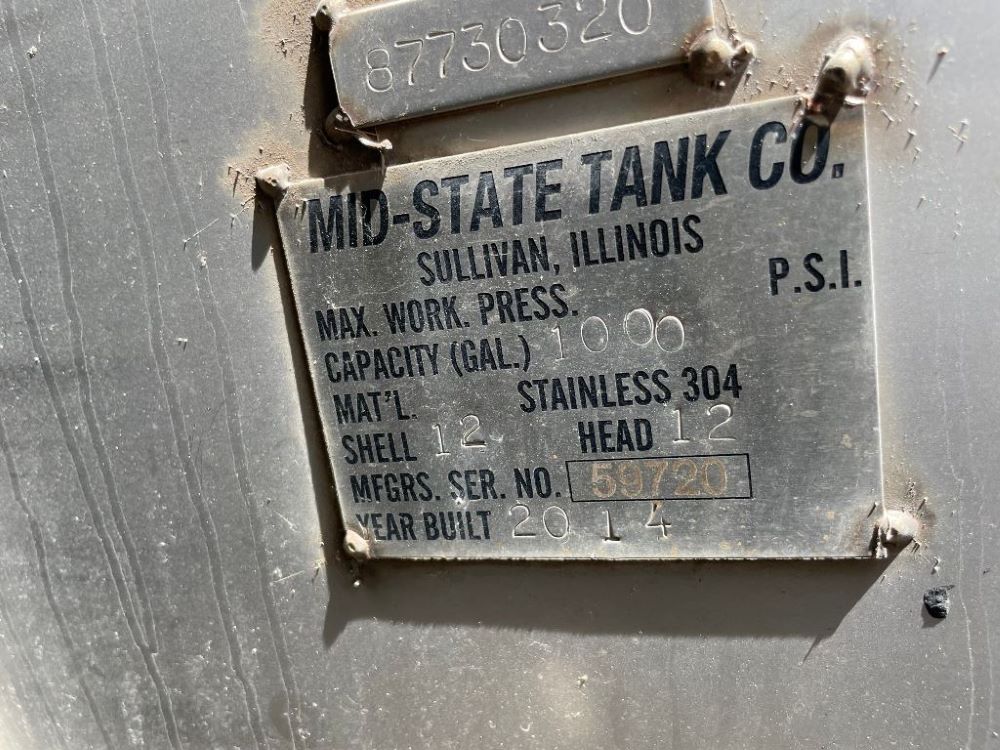 87730320
MID-STATE TANK CO.
SULLIVAN, ILLINOIS
MAX. WORK. PRESS. P.S.I.
CAPACITY (GAL.) 1000
MAT'L. STAINLESS 304
SHELL 12 HEAD 12
MFGRS. SER. NO. 59720
YEAR BUILT 2014